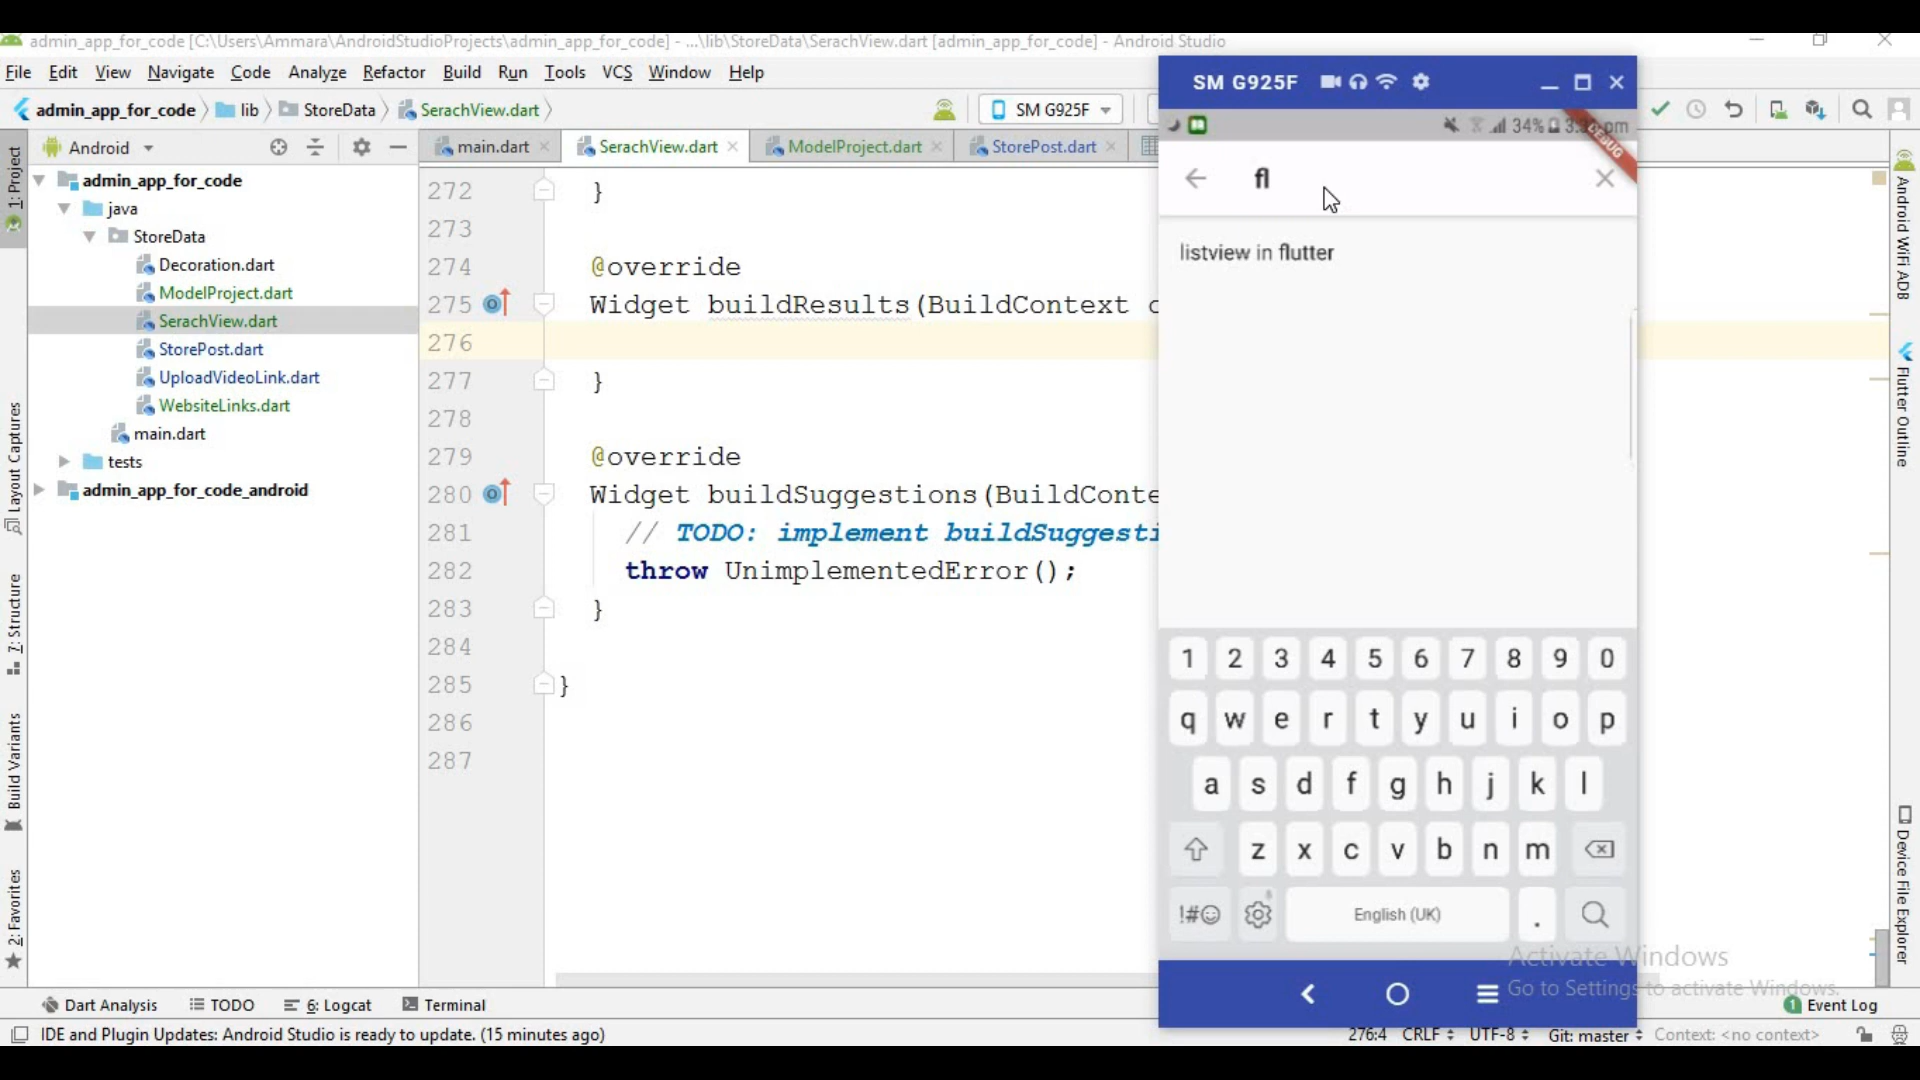 admin_app_for_code [C:\Users\Ammara\AndroidStudioProjects\admin_app_for_code] - ...\lib\StoreData\SerachView.dart [admin_app_for_code] - Android Studio
File Edit View Navigate Code Analyze Refactor Build Run Tools VCS Window Help
admin_app_for_code lib StoreData SerachView.dart SM G925F
Android main.dart SerachView.dart ModelProject.dart StorePost.dart
1: Project
Layout Captures
7: Structure
Build Variants
2: Favorites
admin_app_for_code
java
StoreData
Decoration.dart
ModelProject.dart
SerachView.dart
StorePost.dart
UploadVideoLink.dart
WebsiteLinks.dart
main.dart
tests
admin_app_for_code_android
272 }
273
274 @override
275 Widget buildResults(BuildContext c
276
277 }
278
279 @override
280 Widget buildSuggestions(BuildConte
281 // TODO: implement buildSuggesti
282 throw UnimplementedError();
283 }
284
285 }
286
287
SM G925F
34% pm
DEBUG
fl
listview in flutter
1 2 3 4 5 6 7 8 9 0
q w e r t y u i o p
a s d f g h j k l
z x c v b n m
!#☺ English (UK) .
Android WiFi ADB
Flutter Outline
Device File Explorer
Activate Windows
Go to Settings to activate Windows.
Dart Analysis TODO 6: Logcat Terminal 1 Event Log
IDE and Plugin Updates: Android Studio is ready to update. (15 minutes ago) 276:4 CRLF UTF-8 Git: master Context: <no context>